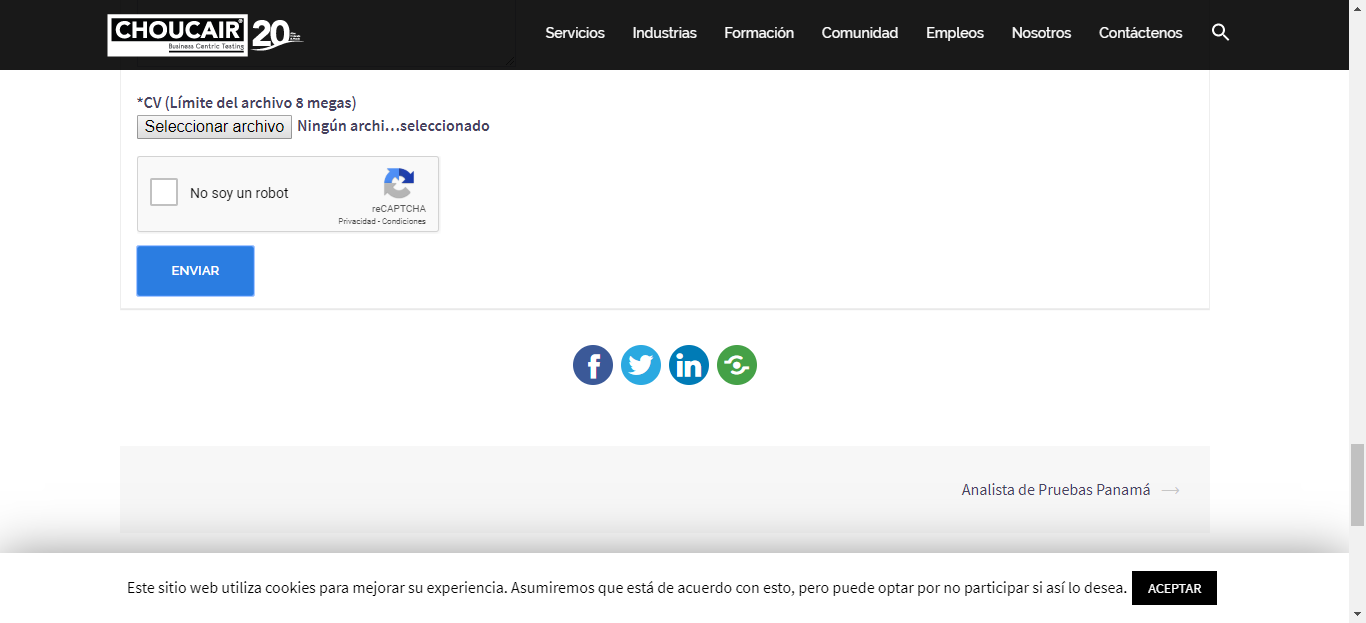 CHOUCAIR
Business Centric Testing
20
Servicios Industrias Formación Comunidad Empleos Nosotros Contáctenos
*CV (Límite del archivo 8 megas)
Seleccionar archivo Ningún archi...seleccionado
No soy un robot
reCAPTCHA
Privacidad - Condiciones
ENVIAR
Analista de Pruebas Panamá →
Este sitio web utiliza cookies para mejorar su experiencia. Asumiremos que está de acuerdo con esto, pero puede optar por no participar si así lo desea. ACEPTAR